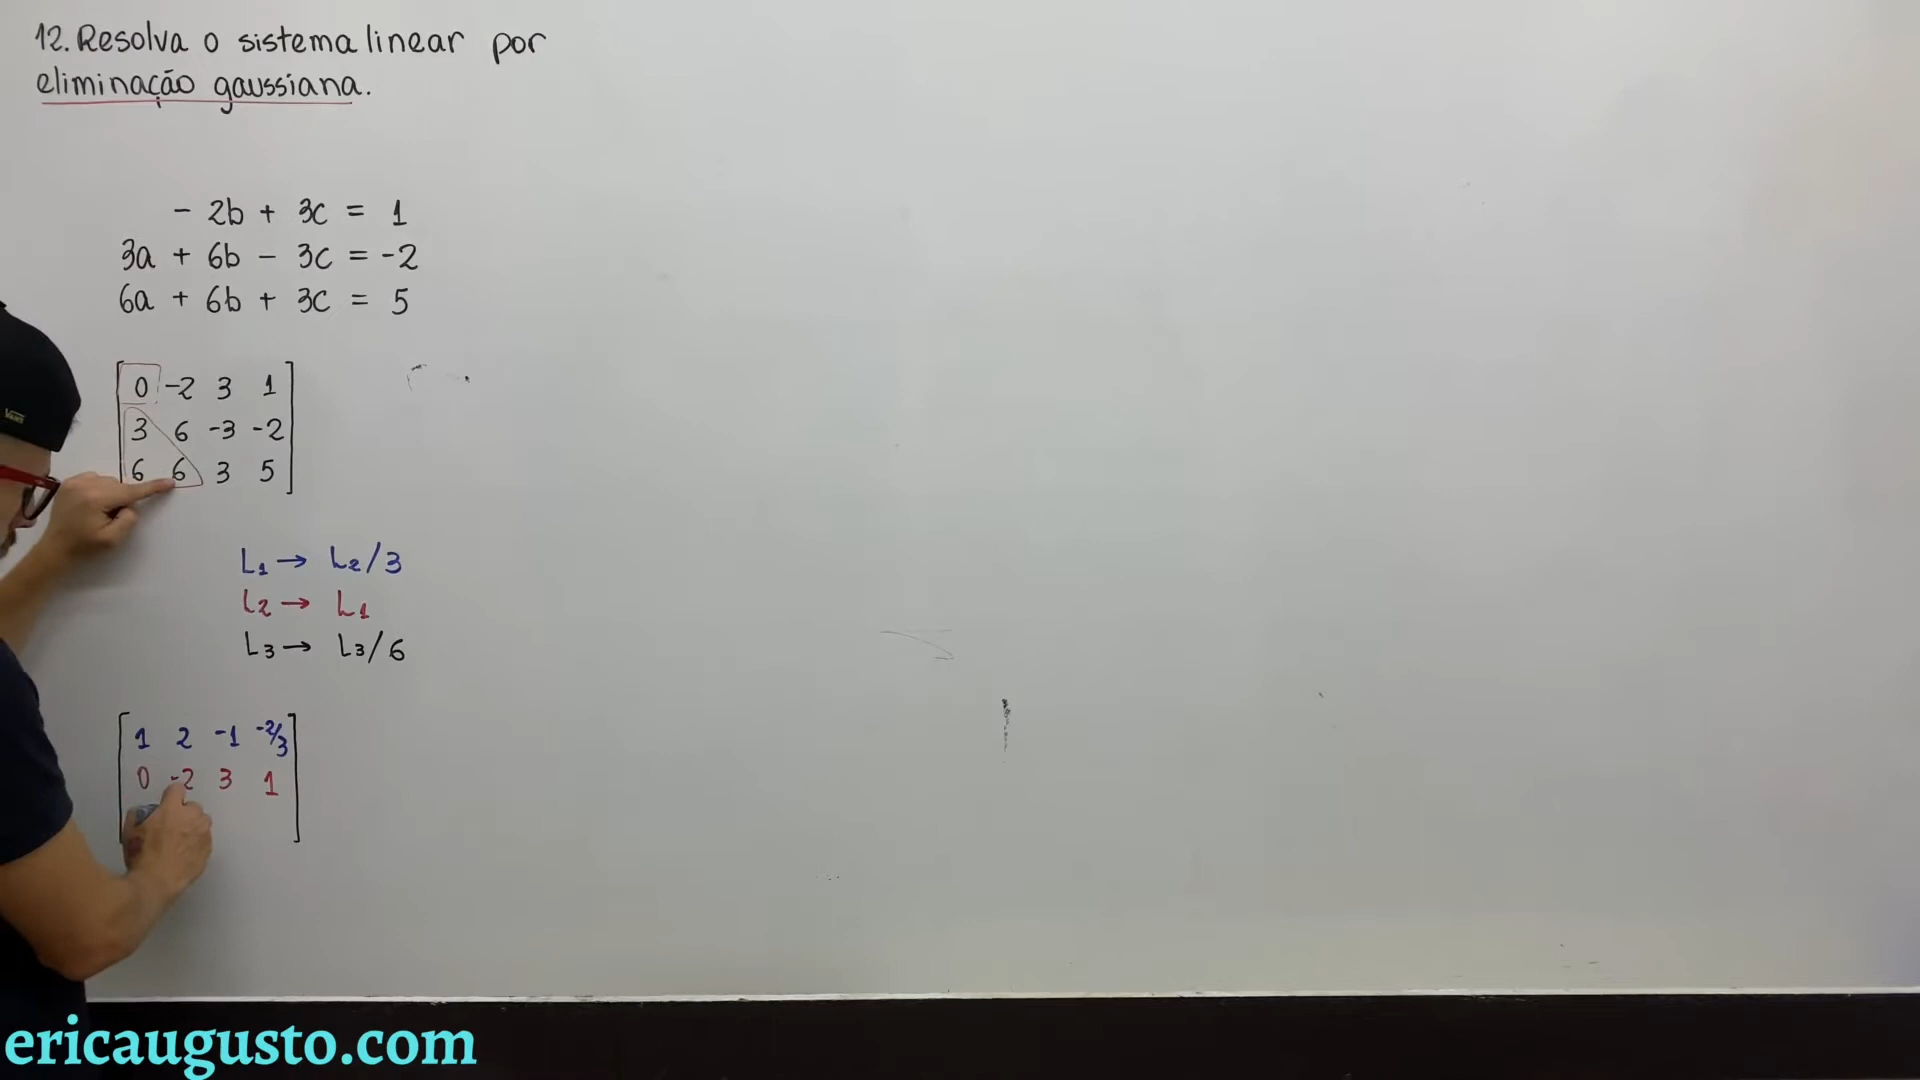 12. Resolva o sistema linear por
eliminação gaussiana.
- 2b + 3c = 1
3a + 6b - 3c = -2
6a + 6b + 3c = 5
0 -2 3 1
3 6 -3 -2
6 6 3 5
L1 → L2/3
L2 → L1
L3 → L3/6
1 2 -1 -2/3
0 -2 3 1
ericaugusto.com